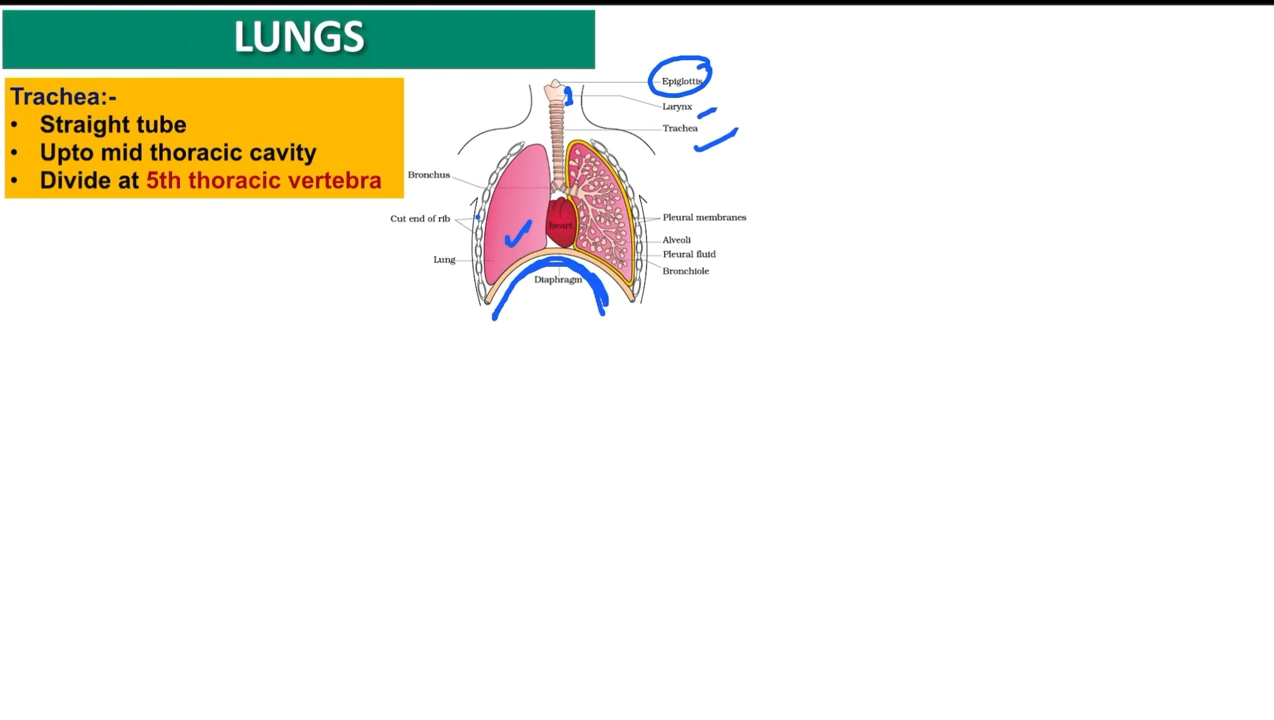 LUNGS
Trachea:-
• Straight tube
• Upto mid thoracic cavity
• Divide at 5th thoracic vertebra
Epiglottis
Larynx
Trachea
Bronchus
Cut end of rib
Lung
heart
Diaphragm
Pleural membranes
Alveoli
Pleural fluid
Bronchiole